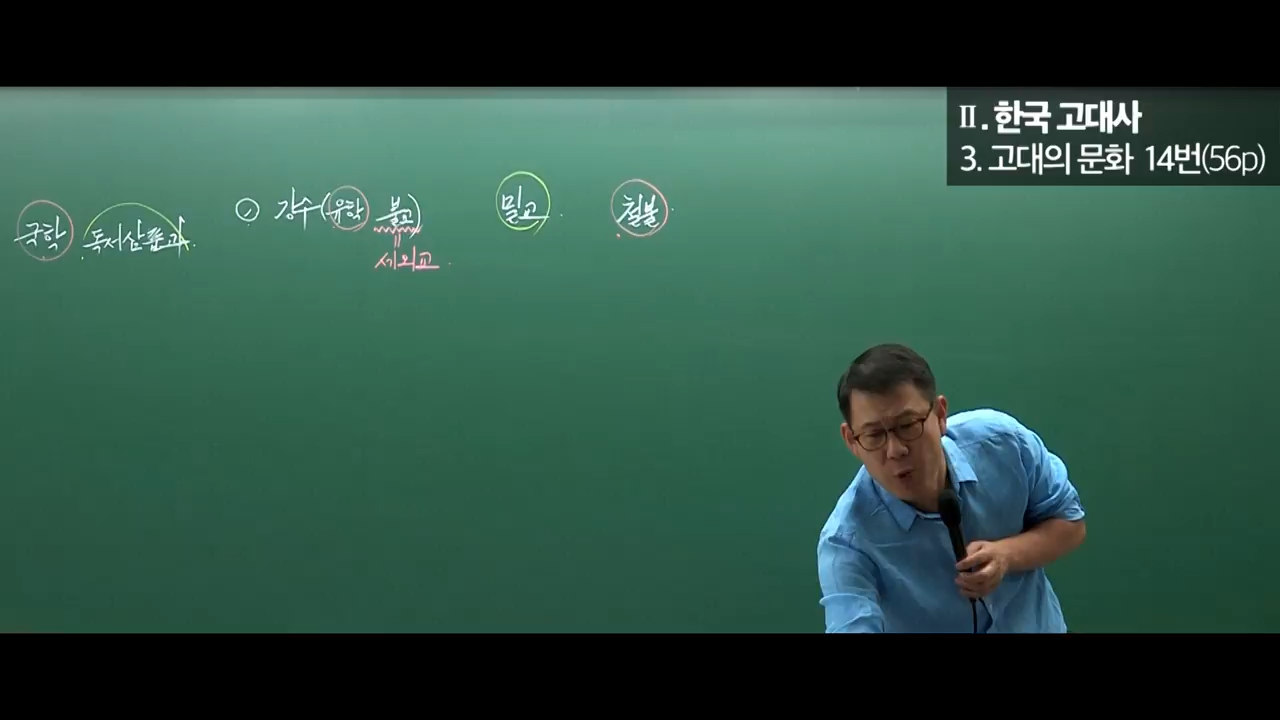 Ⅱ. 한국 고대사
3. 고대의 문화 14번(56p)
국학 독저삼품과.
강수(유학 불교)
세외교.
밀교.
철불.